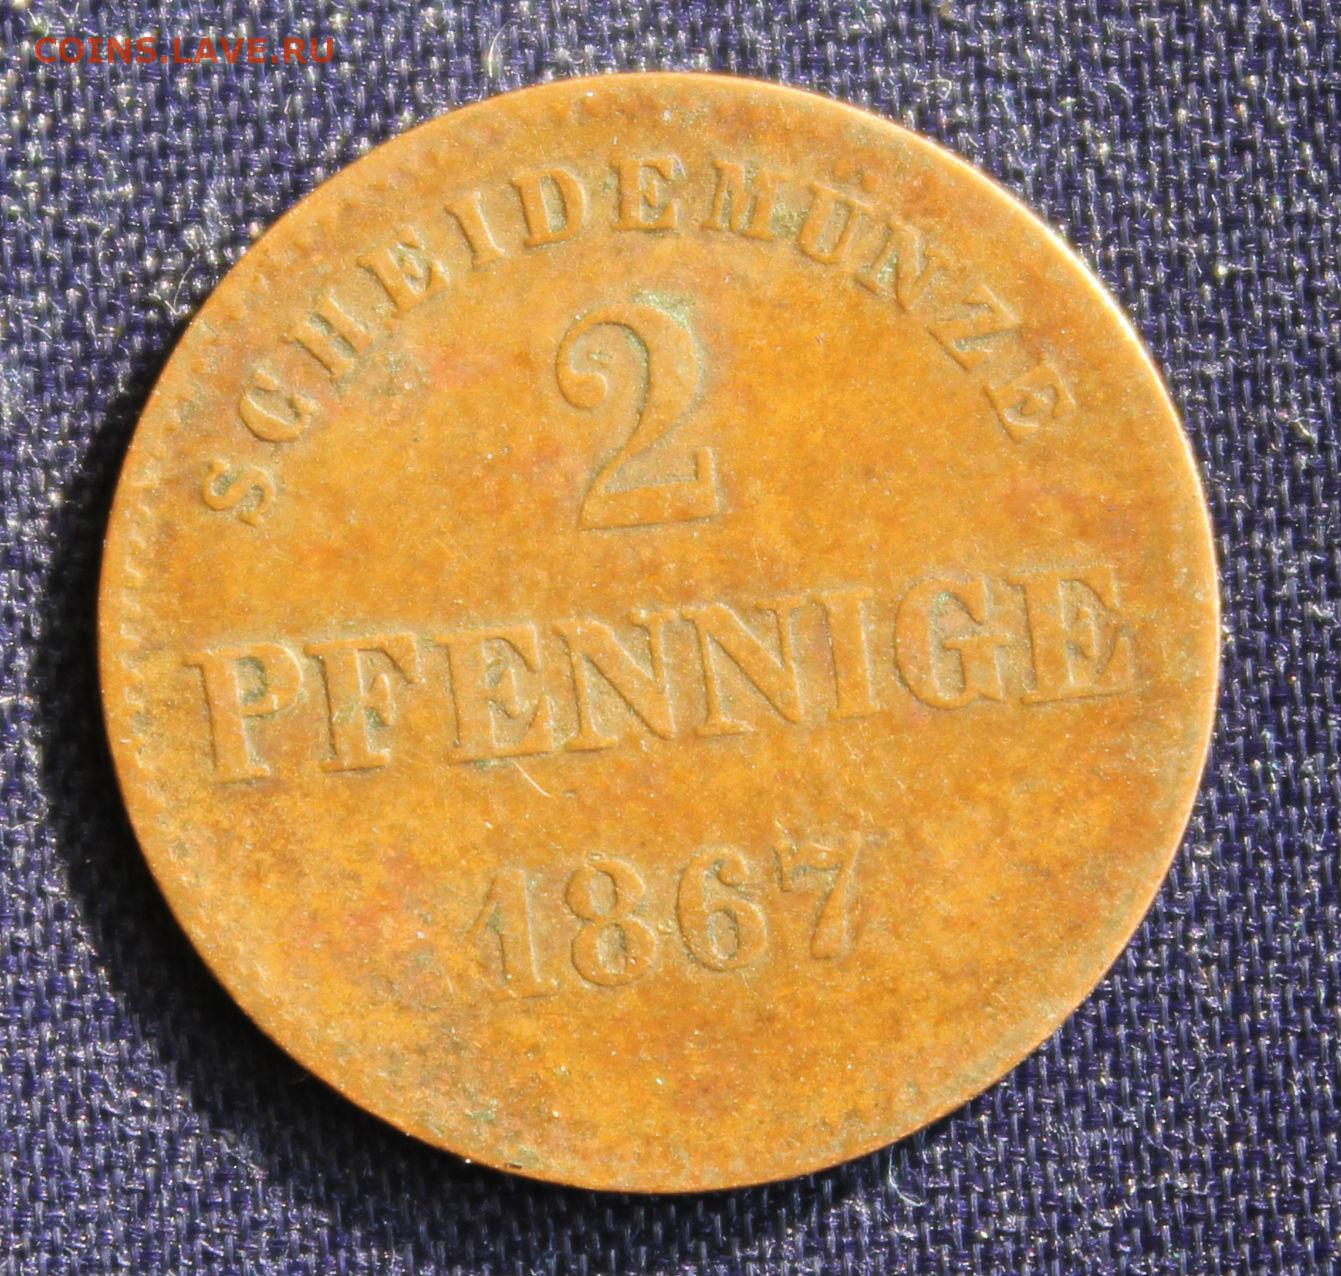 COINS.LAVE.RU
SCHEIDEMÜNZE
2
PFENNIGE
1867